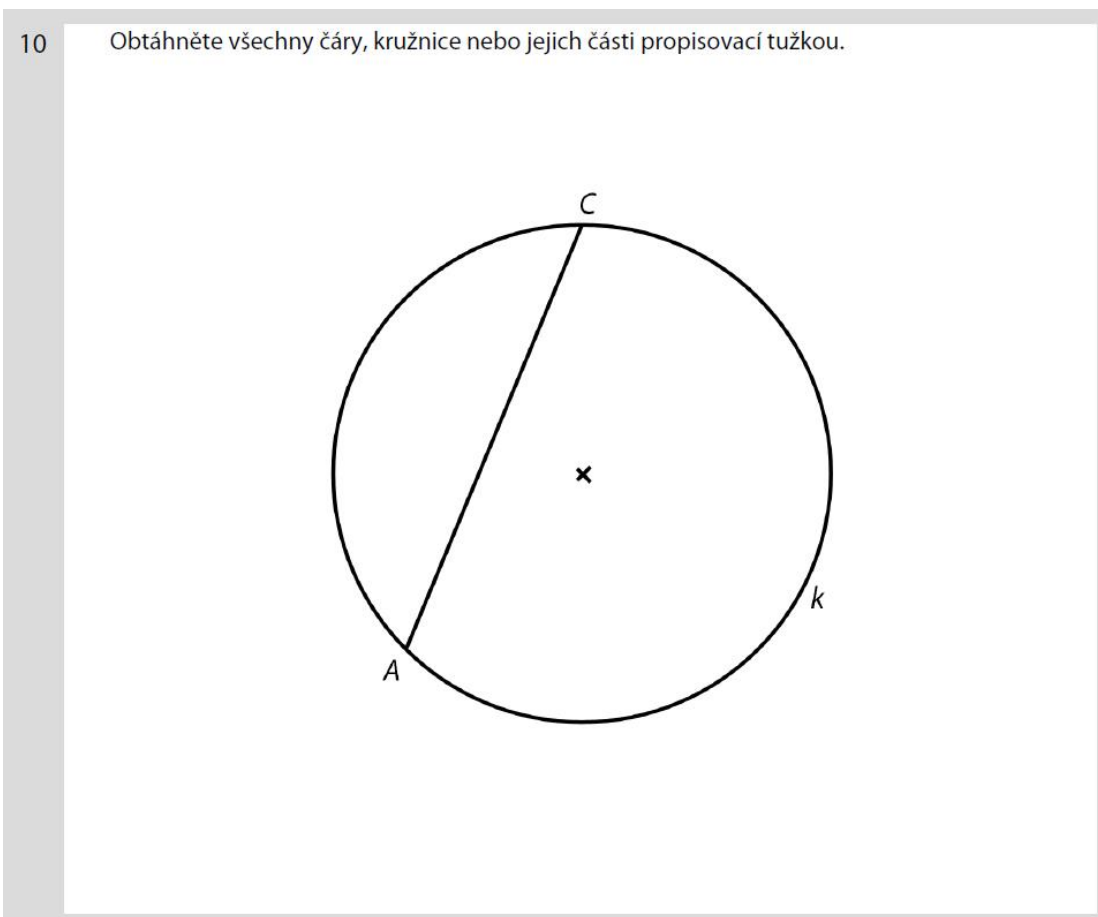 10 Obtáhněte všechny čáry, kružnice nebo jejich části propisovací tužkou.
C
k
A